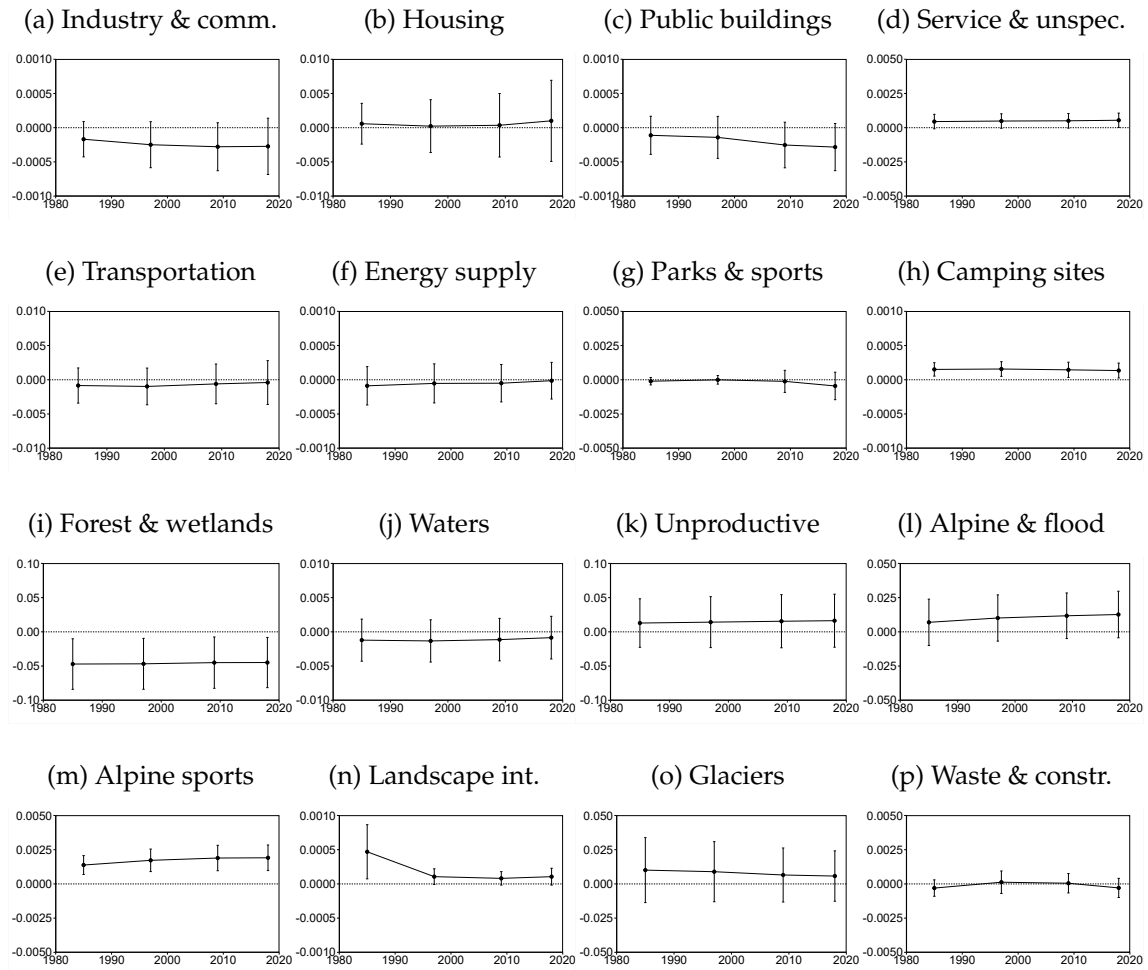 (a) Industry & comm. (b) Housing (c) Public buildings (d) Service & unspec.
0.0010 0.010 0.0010 0.0050
0.0005 0.005 0.0005 0.0025
0.0000 0.000 0.0000 0.0000
-0.0005 -0.005 -0.0005 -0.0025
-0.0010 -0.010 -0.0010 -0.0050
1980 1990 2000 2010 2020 1980 1990 2000 2010 2020 1980 1990 2000 2010 2020 1980 1990 2000 2010 2020
(e) Transportation (f) Energy supply (g) Parks & sports (h) Camping sites
0.010 0.0010 0.0050 0.0010
0.005 0.0005 0.0025 0.0005
0.000 0.0000 0.0000 0.0000
-0.005 -0.0005 -0.0025 -0.0005
-0.010 -0.0010 -0.0050 -0.0010
1980 1990 2000 2010 2020 1980 1990 2000 2010 2020 1980 1990 2000 2010 2020 1980 1990 2000 2010 2020
(i) Forest & wetlands (j) Waters (k) Unproductive (l) Alpine & flood
0.10 0.010 0.10 0.050
0.05 0.005 0.05 0.025
0.00 0.000 0.00 0.000
-0.05 -0.005 -0.05 -0.025
-0.10 -0.010 -0.10 -0.050
1980 1990 2000 2010 2020 1980 1990 2000 2010 2020 1980 1990 2000 2010 2020 1980 1990 2000 2010 2020
(m) Alpine sports (n) Landscape int. (o) Glaciers (p) Waste & constr.
0.0050 0.0010 0.050 0.0050
0.0025 0.0005 0.025 0.0025
0.0000 0.0000 0.000 0.0000
-0.0025 -0.0005 -0.025 -0.0025
-0.0050 -0.0010 -0.050 -0.0050
1980 1990 2000 2010 2020 1980 1990 2000 2010 2020 1980 1990 2000 2010 2020 1980 1990 2000 2010 2020